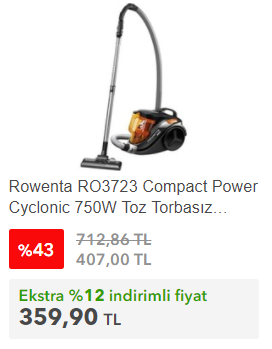 Rowenta RO3723 Compact Power
Cyclonic 750W Toz Torbasız...
%43
712,86 TL
407,00 TL
Ekstra %12 indirimli fiyat
359,90 TL